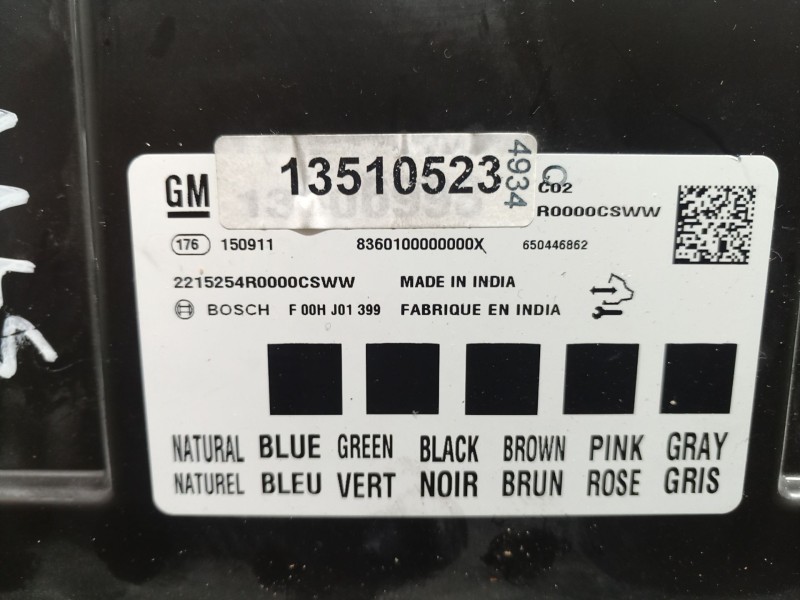 GM 13510523 4934 C02
R0000CSWW
176 150911 8360100000000X 650446862
2215254R0000CSWW MADE IN INDIA
BOSCH F 00H J01 399 FABRIQUE EN INDIA
NATURAL BLUE GREEN BLACK BROWN PINK GRAY
NATUREL BLEU VERT NOIR BRUN ROSE GRIS